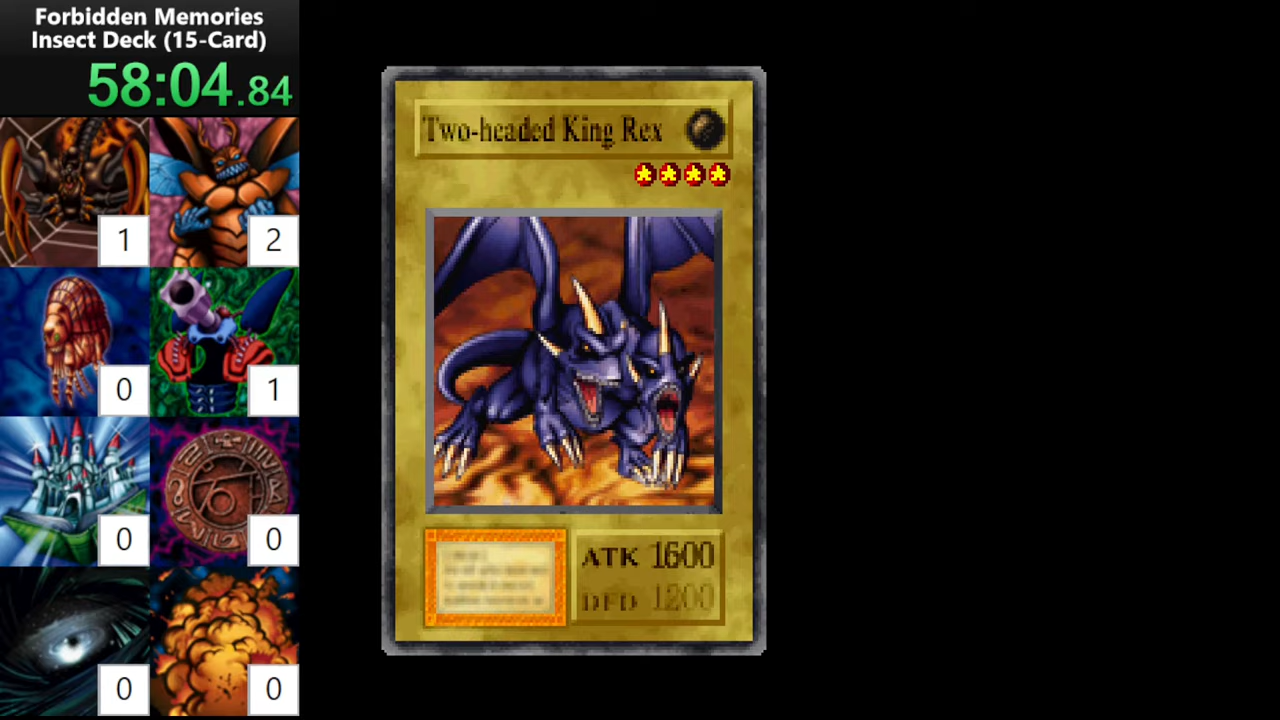 Forbidden Memories
Insect Deck (15-Card)
58:04.84
1
2
0
1
0
0
0
0
Two-headed King Rex
ATK 1600
DFD 1200